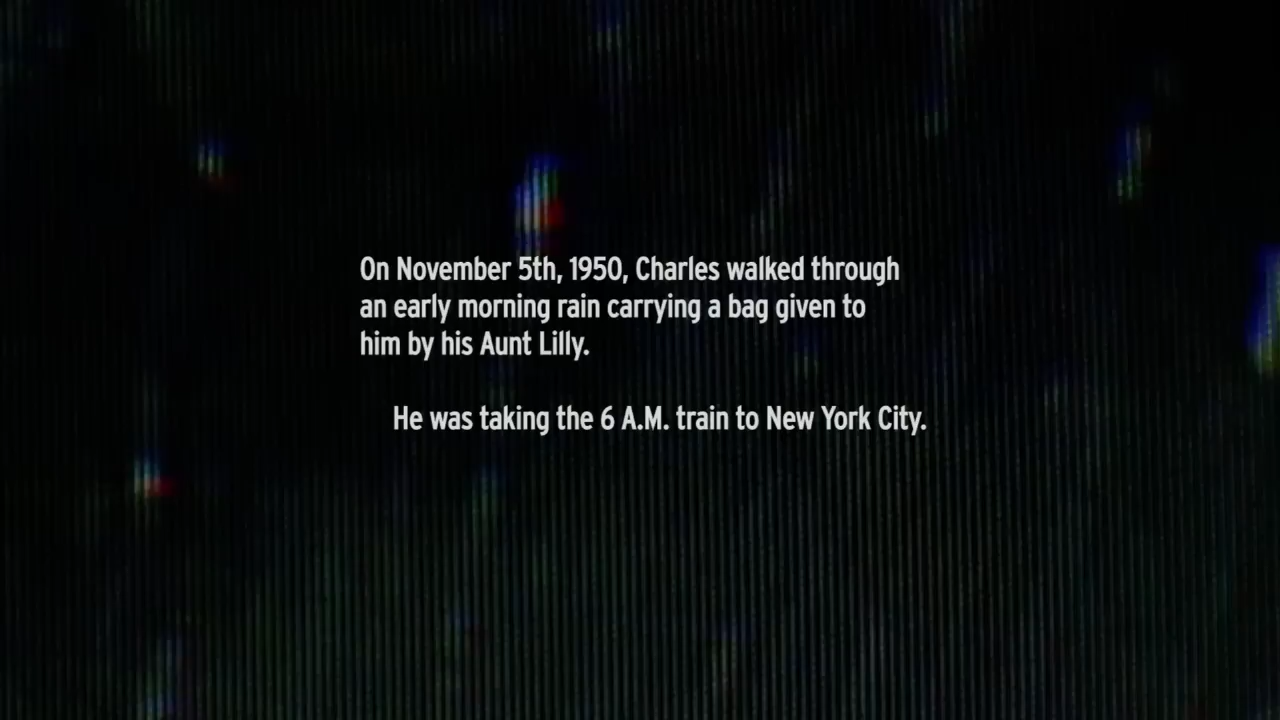 On November 5th, 1950, Charles walked through
an early morning rain carrying a bag given to
him by his Aunt Lilly.
He was taking the 6 A.M. train to New York City.